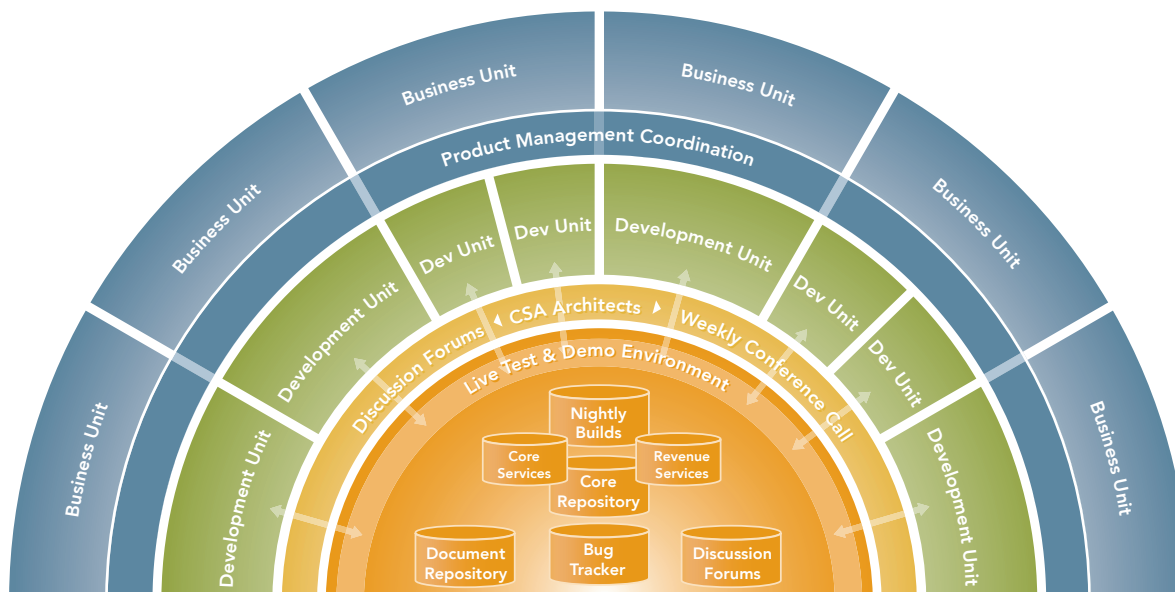 Business Unit
Business Unit
Business Unit
Business Unit
Business Unit
Business Unit
Product Management Coordination
Development Unit
Development Unit
Dev Unit
Dev Unit
Development Unit
Dev Unit
Dev Unit
Development Unit
Discussion Forums
CSA Architects
Weekly Conference Call
Live Test & Demo Environment
Nightly
Builds
Core
Services
Revenue
Services
Core
Repository
Document
Repository
Bug
Tracker
Discussion
Forums